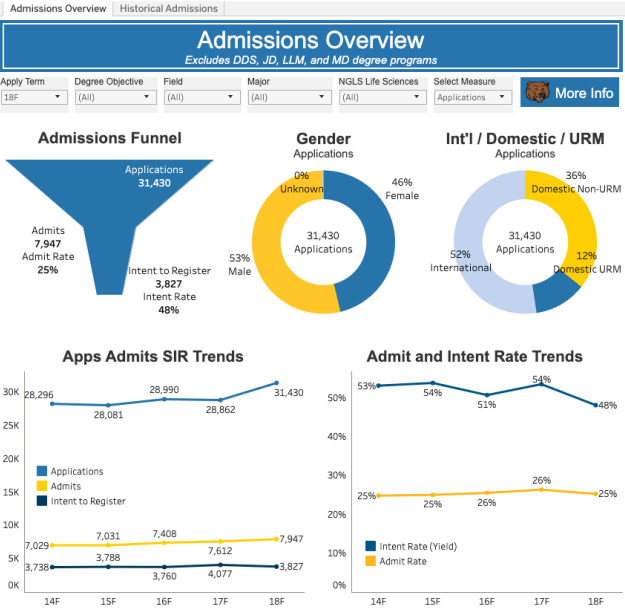 Admissions Overview
Historical Admissions
Admissions Overview
Excludes DDS, JD, LLM, and MD degree programs
Apply Term
Degree Objective
Field
Major
NGLS Life Sciences
Select Measure
18F
(All)
(All)
(All)
(All)
Applications
More Info
Admissions Funnel
Applications
31,430
Admits
7,947
Admit Rate
25%
Intent to Register
3,827
Intent Rate
48%
Gender
Applications
0%
Unknown
46%
Female
31,430
Applications
53%
Male
Int'l / Domestic / URM
Applications
36%
Domestic Non-URM
31,430
Applications
52%
International
12%
Domestic URM
Apps Admits SIR Trends
30K
25K
20K
15K
10K
5K
0K
28,296
28,081
28,990
28,862
31,430
Applications
Admits
Intent to Register
7,029
7,031
7,408
7,612
7,947
3,738
3,788
3,760
4,077
3,827
14F
15F
16F
17F
18F
Admit and Intent Rate Trends
50%
40%
30%
20%
10%
0%
53%
54%
51%
54%
48%
25%
25%
26%
26%
25%
Intent Rate (Yield)
Admit Rate
14F
15F
16F
17F
18F